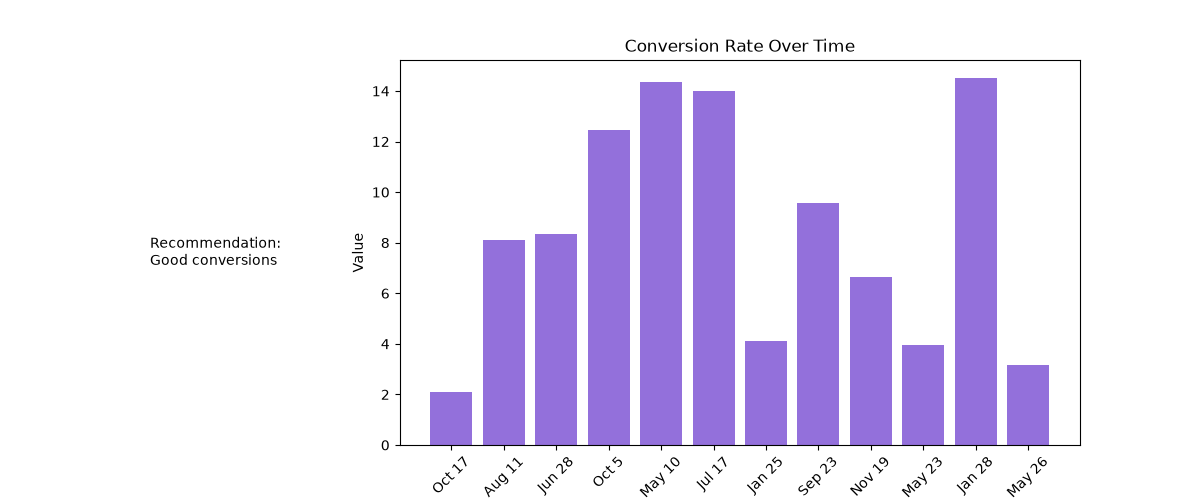 Conversion Rate Over Time
Recommendation:
Good conversions
Value
14
12
10
8
6
4
2
0
Oct 17
Aug 11
Jun 28
Oct 5
May 10
Jul 17
Jan 25
Sep 23
Nov 19
May 23
Jan 28
May 26